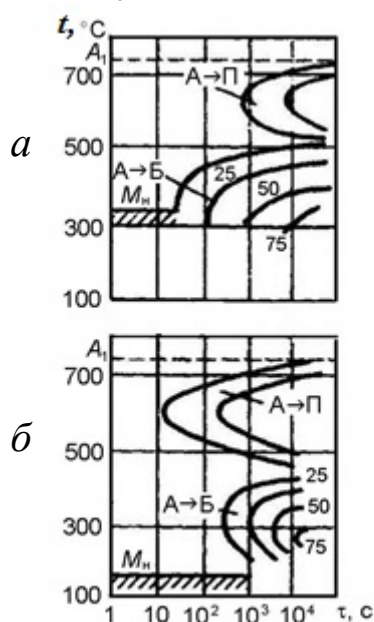 t, °C
A₁
700
А→П
а
500
А→Б
25
50
Mн
300
75
100
A₁
700
А→П
б
500
25
А→Б
50
300
75
Mн
100
1 10 10² 10³ 10⁴ τ, с